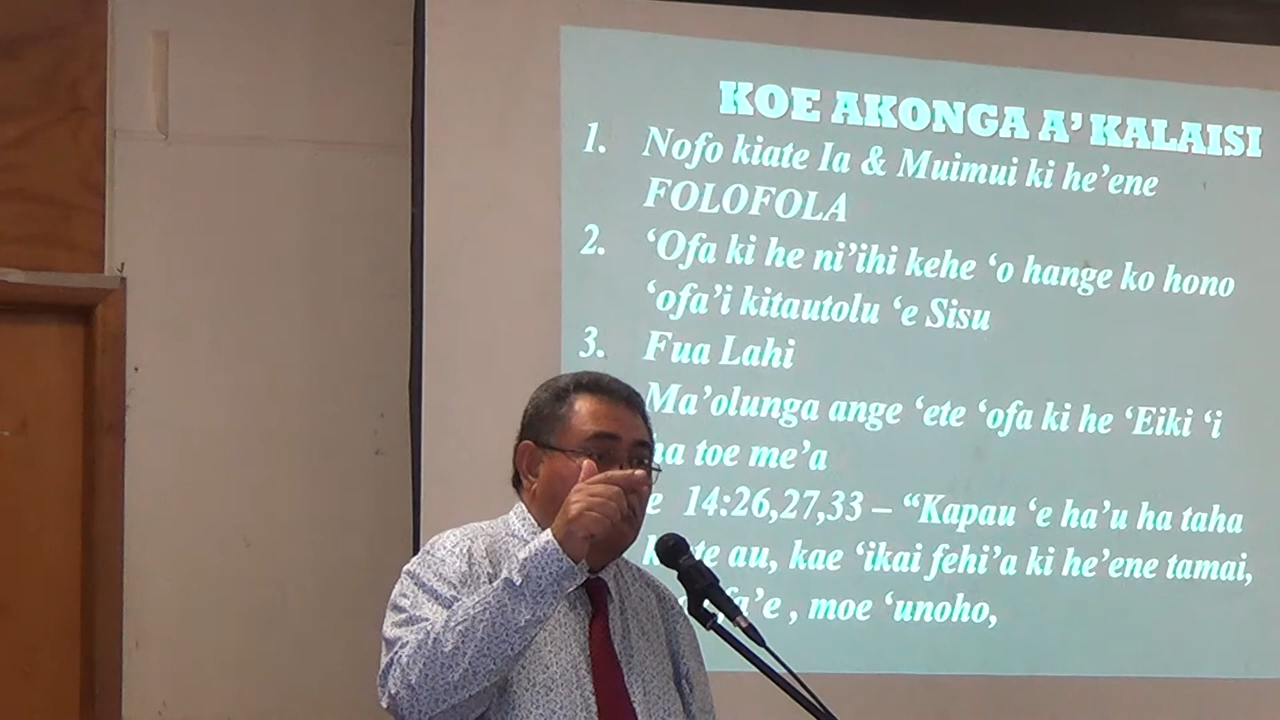 KOE AKONGA A’ KALAISI
1. Nofo kiate Ia & Muimui ki he’ene
FOLOFOLA
2. ‘Ofa ki he ni’ihi kehe ‘o hange ko hono
‘ofa’i kitautolu ‘e Sisu
3. Fua Lahi
Ma’olunga ange ‘ete ‘ofa ki he ‘Eiki ‘i
toe me’a
14:26,27,33 – “Kapau ‘e ha’u ha taha
au, kae ‘ikai fehi’a ki he’ene tamai,
, moe ‘unoho,